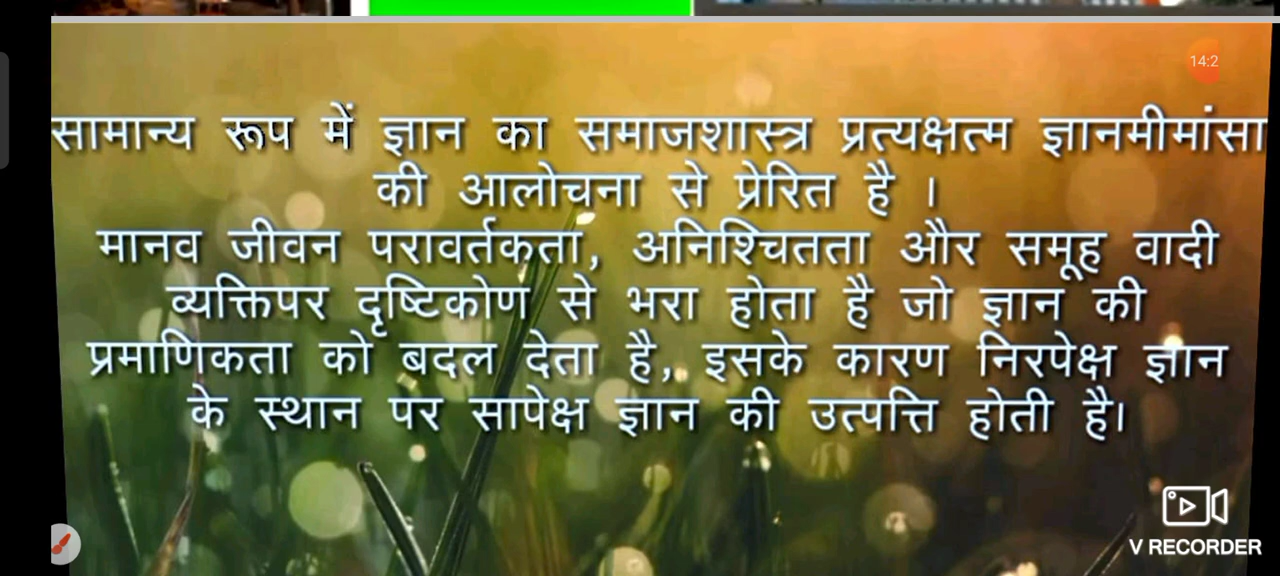 14:2
सामान्य रूप में ज्ञान का समाजशास्त्र प्रत्यक्षत्म ज्ञानमीमांसा
की आलोचना से प्रेरित है ।
मानव जीवन परावर्तकता, अनिश्चितता और समूह वादी
व्यक्तिपर दृष्टिकोण से भरा होता है जो ज्ञान की
प्रमाणिकता को बदल देता है, इसके कारण निरपेक्ष ज्ञान
के स्थान पर सापेक्ष ज्ञान की उत्पत्ति होती है।
V RECORDER